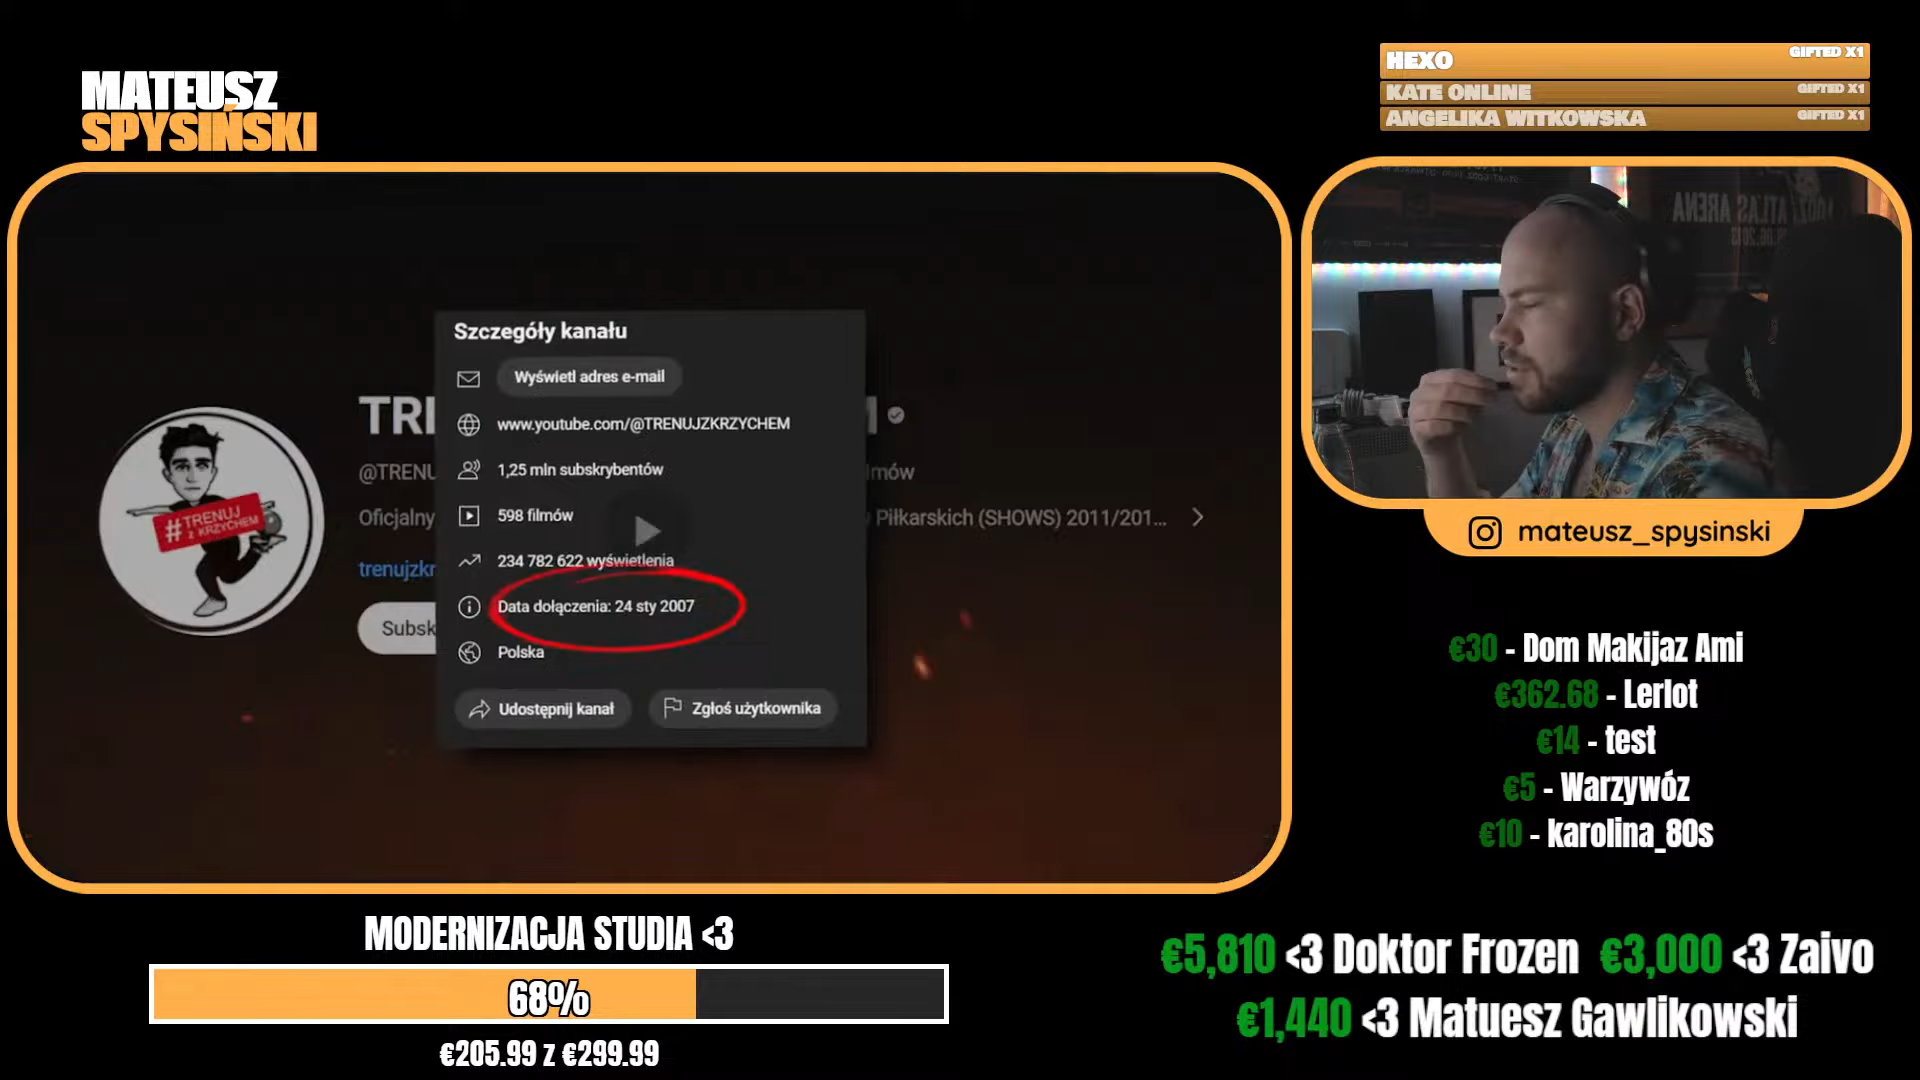 MATEUSZ
SPYSIŃSKI
HEXO GIFTED X1
KATE ONLINE GIFTED X1
ANGELIKA WITKOWSKA GIFTED X1
Szczegóły kanału
Wyświetl adres e-mail
www.youtube.com/@TRENUJZKRZYCHEM
1,25 mln subskrybentów
598 filmów
234 782 622 wyświetlenia
Data dołączenia: 24 sty 2007
Polska
Udostępnij kanał
Zgłoś użytkownika
TRE
M
@TRENU
lmów
Oficjalny
Piłkarskich (SHOWS) 2011/201...
trenujzkr
Subsk
#TRENUJ
Z KRZYCHEM
ATLAS ARENA
mateusz_spysinski
€30 - Dom Makijaz Ami
€362.68 - Lerlot
€14 - test
€5 - Warzywóz
€10 - karolina_80s
MODERNIZACJA STUDIA <3
68%
€205.99 z €299.99
€5,810 <3 Doktor Frozen €3,000 <3 Zaivo
€1,440 <3 Matuesz Gawlikowski